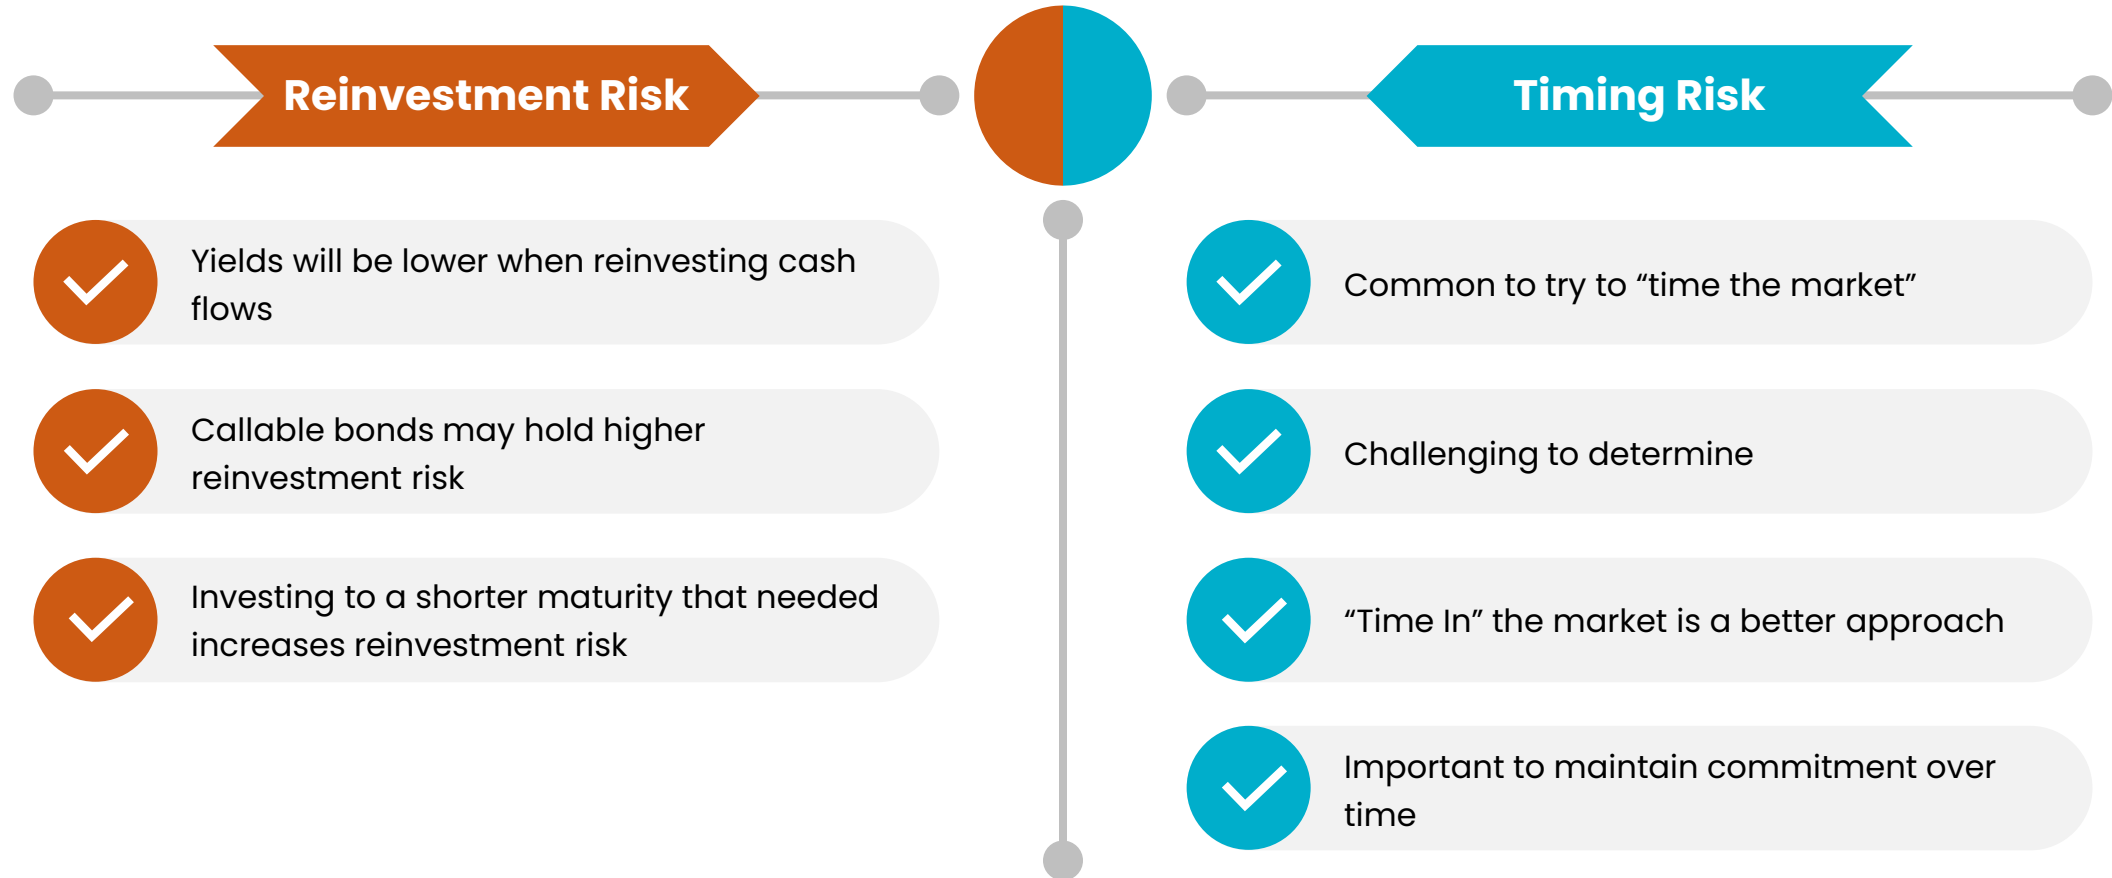 Reinvestment Risk
Yields will be lower when reinvesting cash
flows
Callable bonds may hold higher
reinvestment risk
Investing to a shorter maturity that needed
increases reinvestment risk
Timing Risk
Common to try to “time the market”
Challenging to determine
“Time In” the market is a better approach
Important to maintain commitment over
time